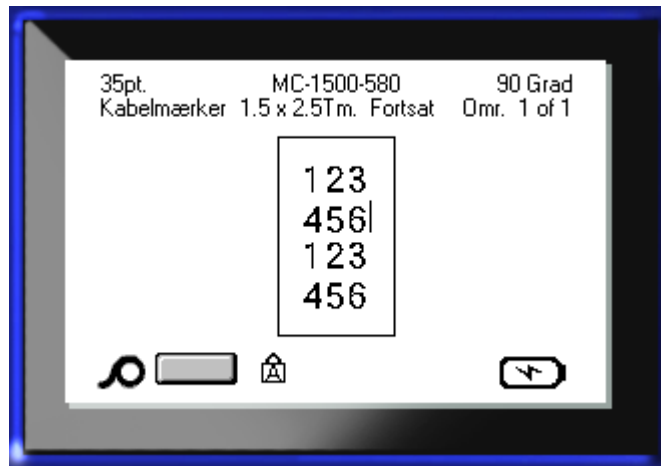 35pt. MC-1500-580 90 Grad
Kabelmærker 1.5 x 2.5Tm. Fortsat Omr. 1 of 1
123
456
123
456
A